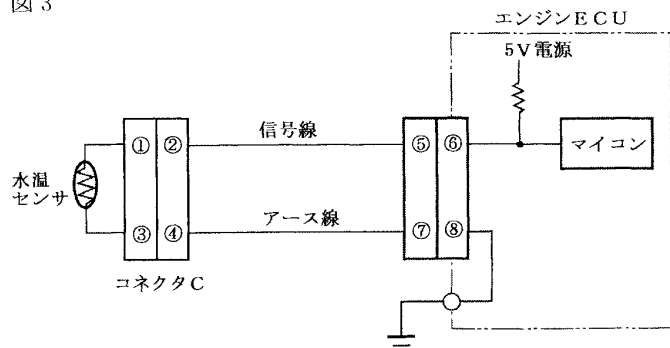 図3
エンジンECU
5V電源
① ② 信号線 ⑤ ⑥ マイコン
水温
センサ
③ ④ アース線 ⑦ ⑧
コネクタC